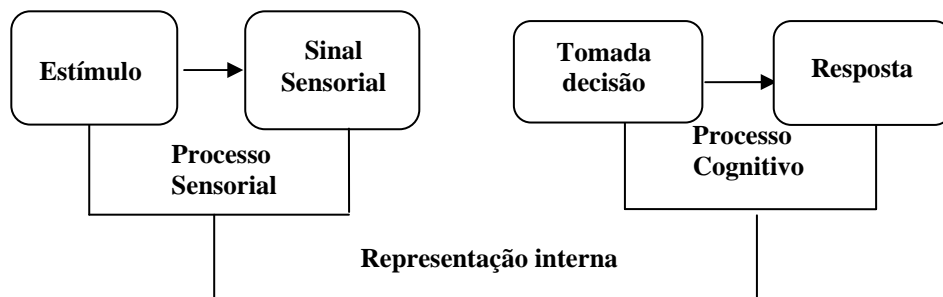 Estímulo
Sinal
Sensorial
Tomada
decisão
Resposta
Processo
Sensorial
Processo
Cognitivo
Representação interna